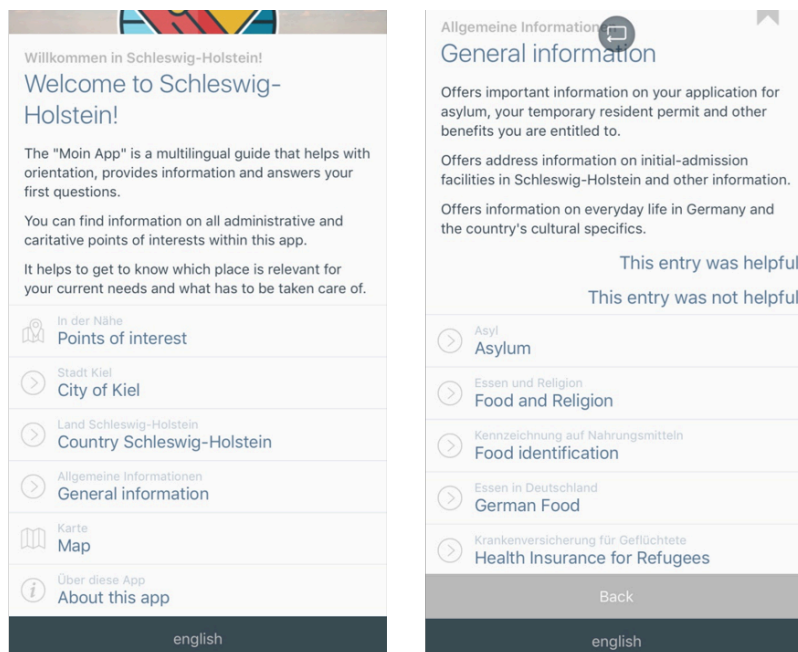 Willkommen in Schleswig-Holstein!
Welcome to Schleswig-
Holstein!
The "Moin App" is a multilingual guide that helps with
orientation, provides information and answers your
first questions.
You can find information on all administrative and
caritative points of interests within this app.
It helps to get to know which place is relevant for
your current needs and what has to be taken care of.
In der Nähe
Points of interest
Stadt Kiel
City of Kiel
Land Schleswig-Holstein
Country Schleswig-Holstein
Allgemeine Informationen
General information
Karte
Map
Über diese App
About this app
english
Allgemeine Information
General information
Offers important information on your application for
asylum, your temporary resident permit and other
benefits you are entitled to.
Offers address information on initial-admission
facilities in Schleswig-Holstein and other information.
Offers information on everyday life in Germany and
the country's cultural specifics.
This entry was helpful
This entry was not helpful
Asyl
Asylum
Essen und Religion
Food and Religion
Kennzeichnung auf Nahrungsmitteln
Food identification
Essen in Deutschland
German Food
Krankenversicherung für Geflüchtete
Health Insurance for Refugees
Back
english